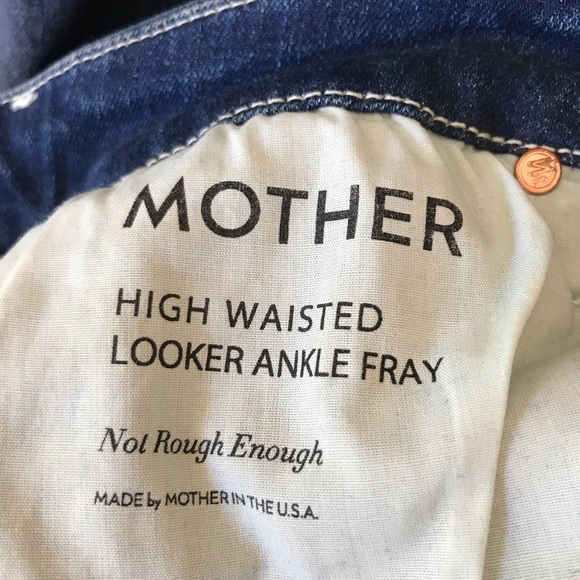 MOTHER
HIGH WAISTED
LOOKER ANKLE FRAY
Not Rough Enough
MADE by MOTHER IN THE U.S.A.